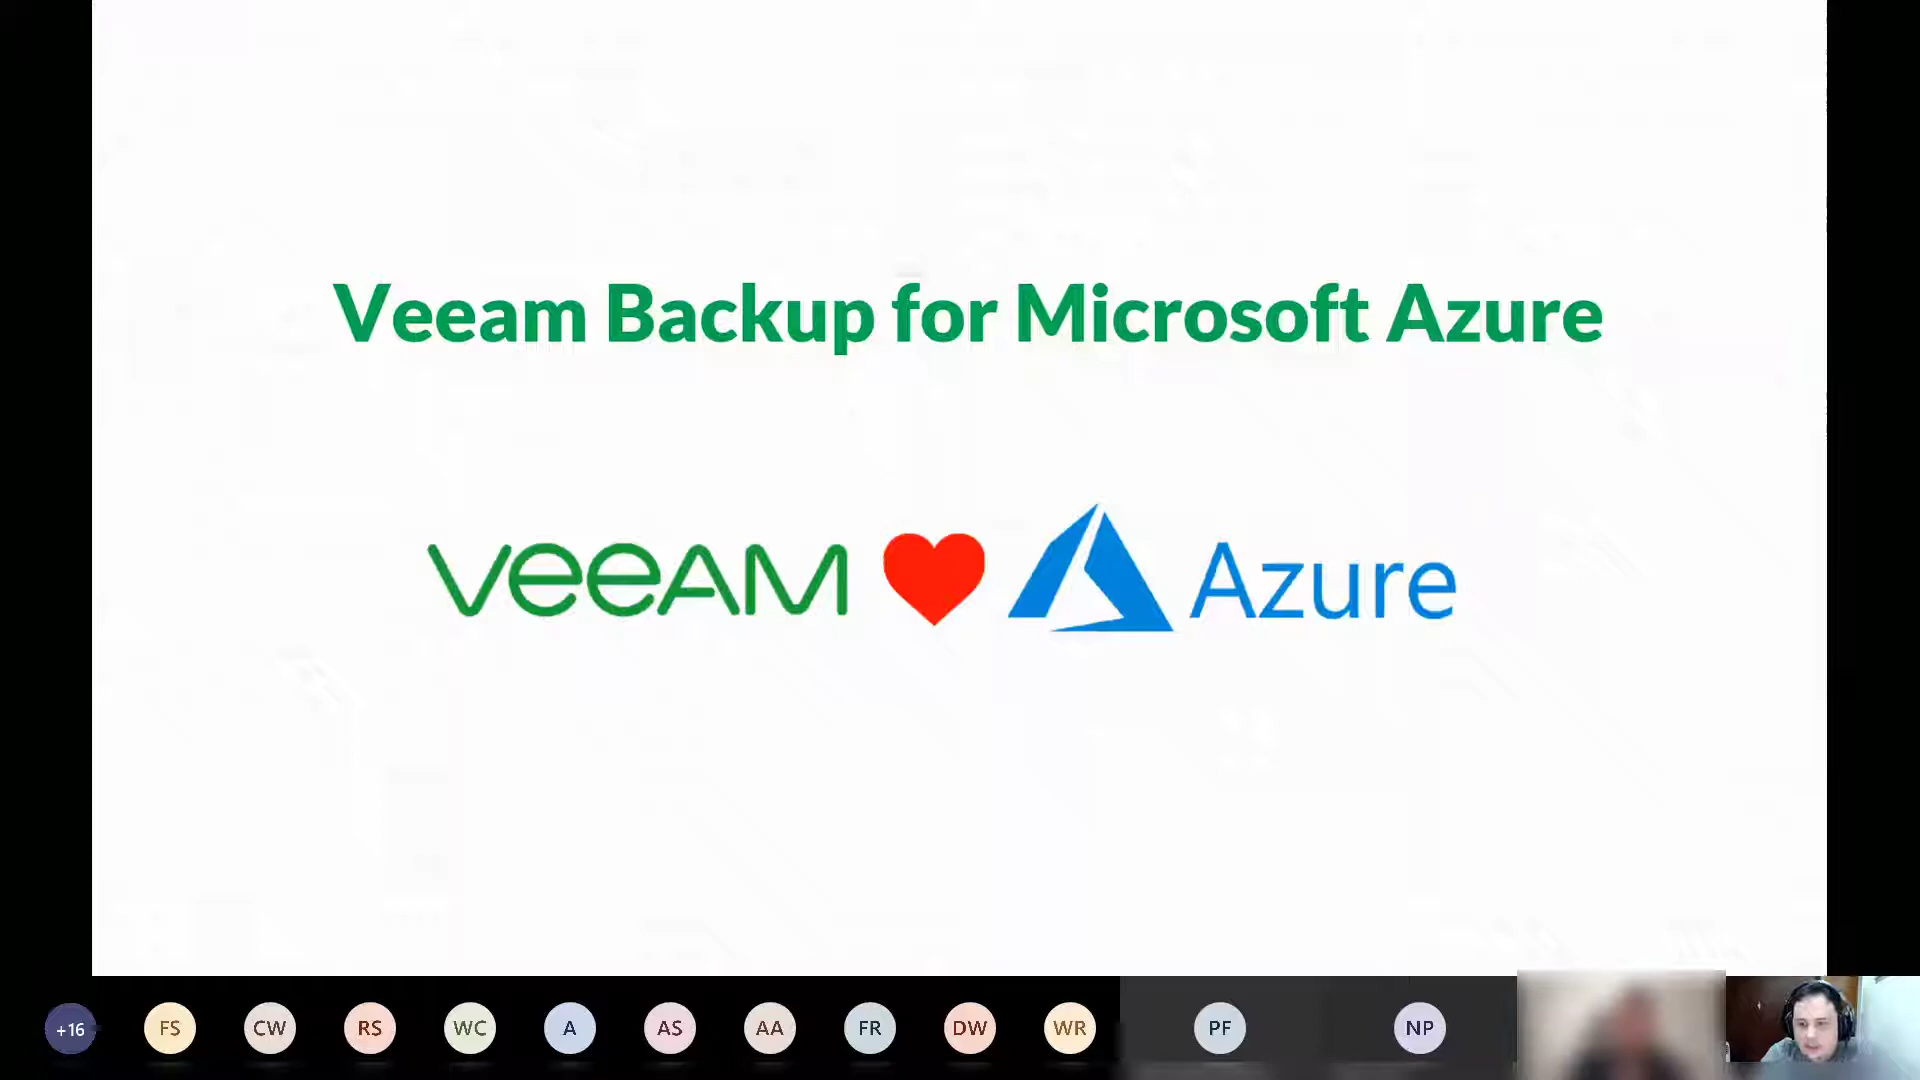 Veeam Backup for Microsoft Azure
veeAM Azure
+16 FS CW RS WC A AS AA FR DW WR PF NP